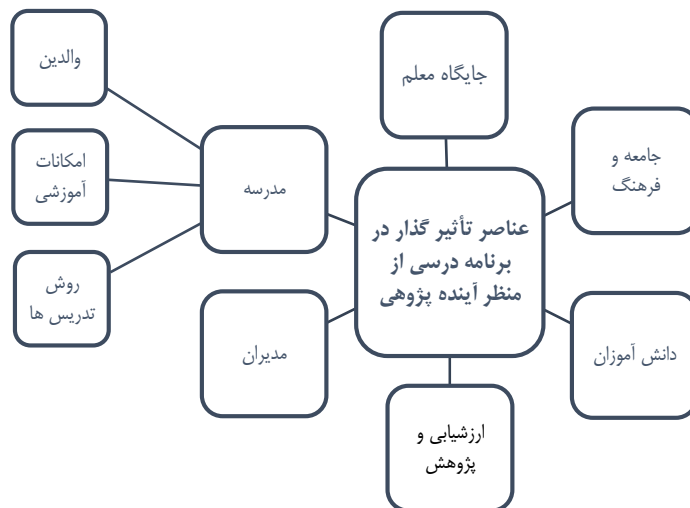 جایگاه معلم
جامعه و
فرهنگ
عناصر تأثیر گذار در
برنامه درسی از
منظر آینده پژوهی
دانش آموزان
ارزشیابی و
پژوهش
مدیران
مدرسه
والدین
امکانات
آموزشی
روش
تدریس ها